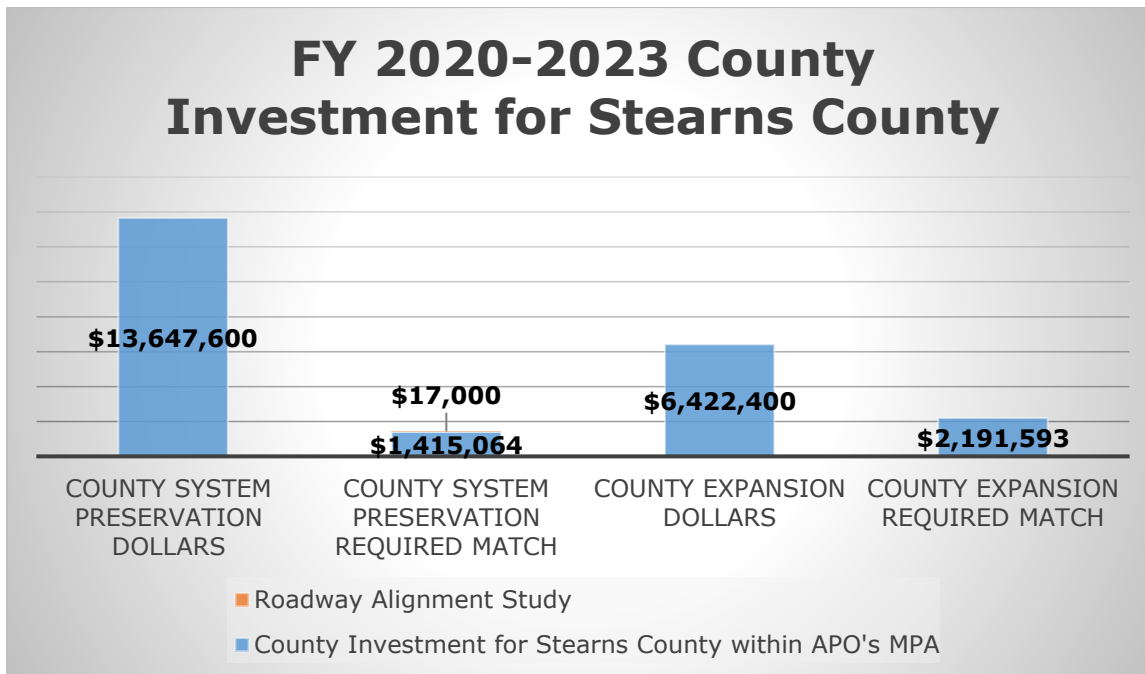 FY 2020-2023 County
Investment for Stearns County
$13,647,600
$17,000
$1,415,064
$6,422,400
$2,191,593
COUNTY SYSTEM
PRESERVATION
DOLLARS
COUNTY SYSTEM
PRESERVATION
REQUIRED MATCH
COUNTY EXPANSION
DOLLARS
COUNTY EXPANSION
REQUIRED MATCH
Roadway Alignment Study
County Investment for Stearns County within APO's MPA